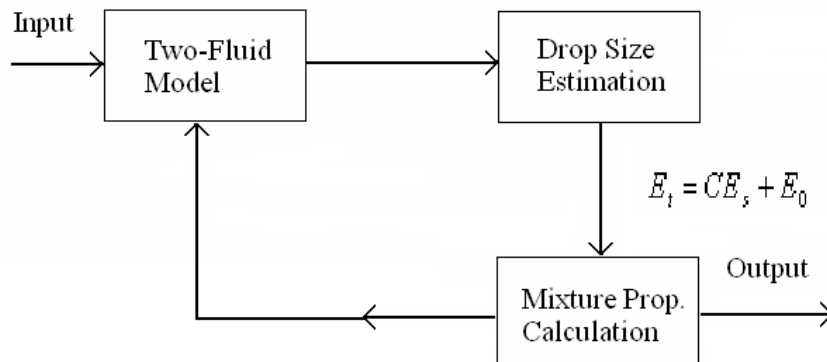 Input
Two-Fluid
Model
Drop Size
Estimation
E_t = CE_s + E_0
Mixture Prop.
Calculation
Output